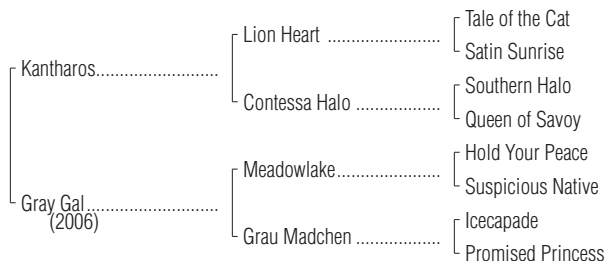 Tale of the Cat
Lion Heart ........................
Satin Sunrise
Kantharos..........................
Southern Halo
Contessa Halo ..................
Queen of Savoy
Hold Your Peace
Meadowlake......................
Suspicious Native
Gray Gal............................
(2006)
Icecapade
Grau Madchen ..................
Promised Princess